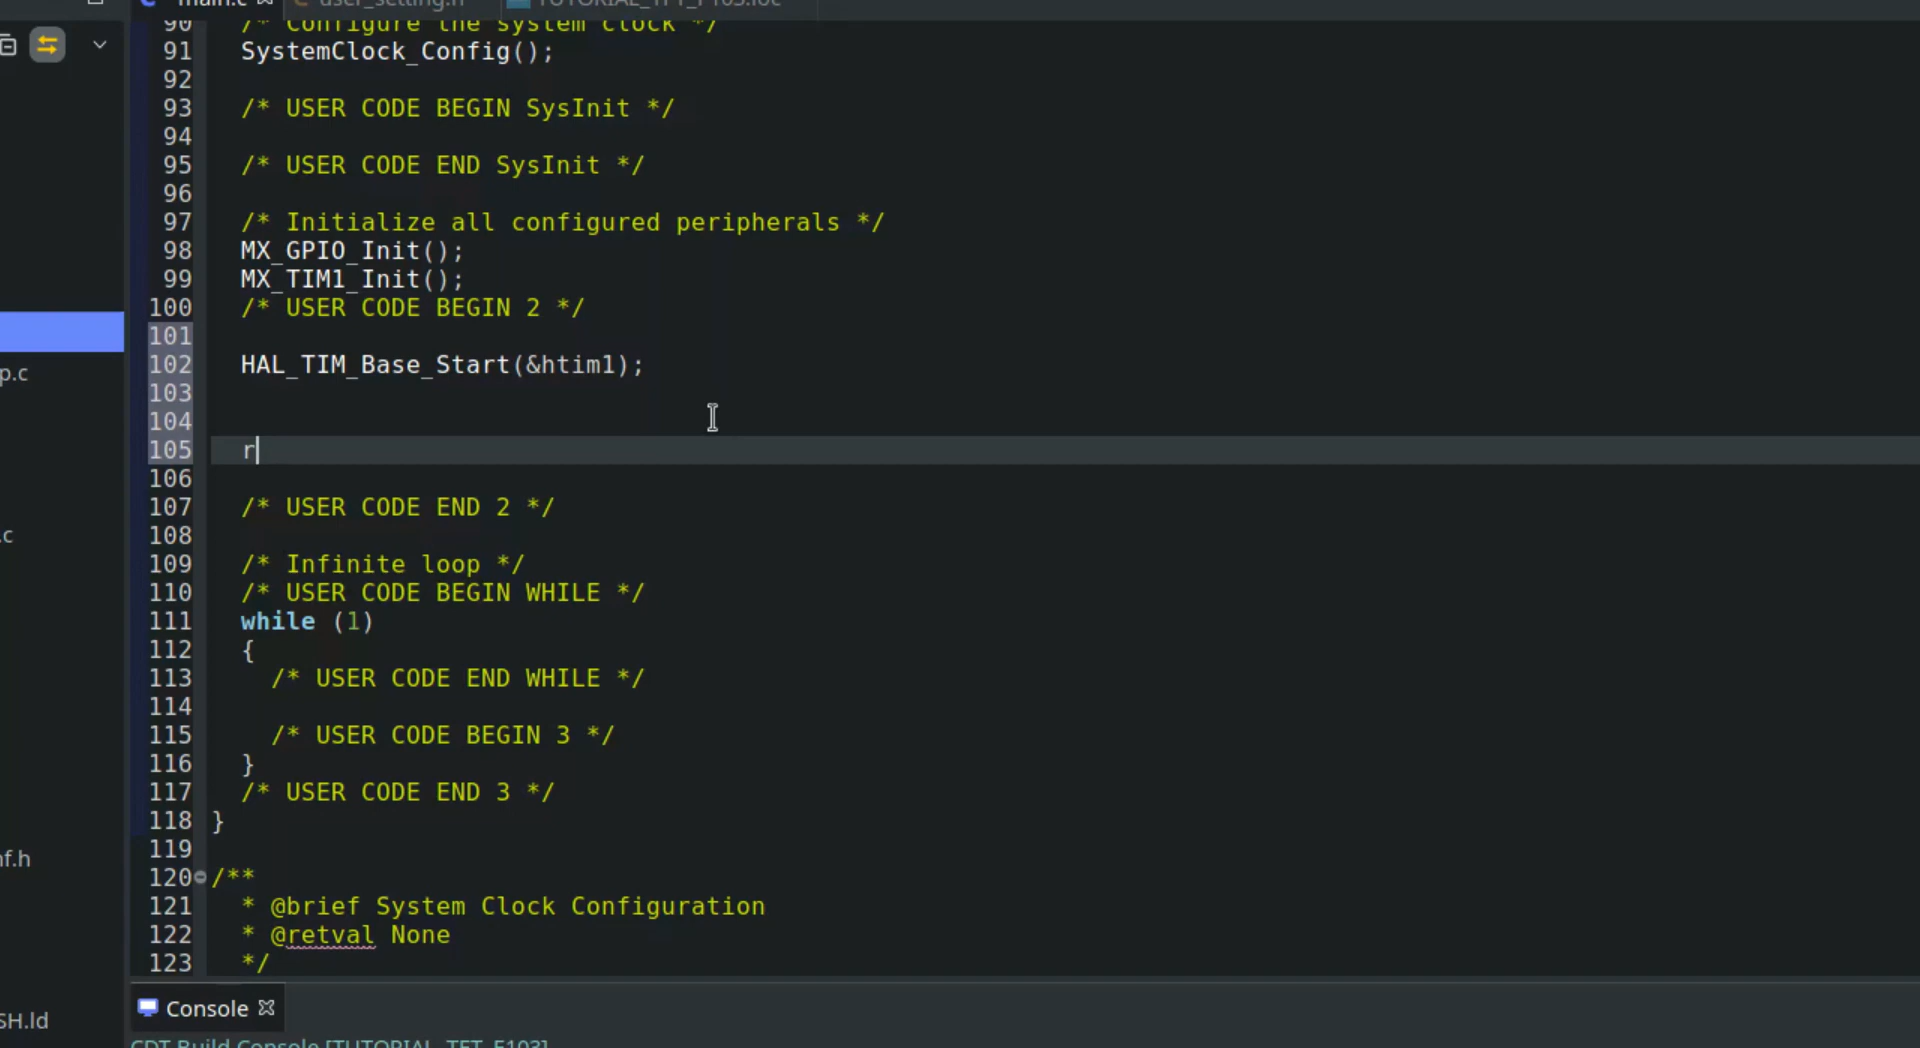 main.c user_setting.h TUTORIAL_TFT_F103.ioc
90 /* Configure the system clock */
91 SystemClock_Config();
92
93 /* USER CODE BEGIN SysInit */
94
95 /* USER CODE END SysInit */
96
97 /* Initialize all configured peripherals */
98 MX_GPIO_Init();
99 MX_TIM1_Init();
100 /* USER CODE BEGIN 2 */
101
102 HAL_TIM_Base_Start(&htim1);
103
104
105 r
106
107 /* USER CODE END 2 */
108
109 /* Infinite loop */
110 /* USER CODE BEGIN WHILE */
111 while (1)
112 {
113 /* USER CODE END WHILE */
114
115 /* USER CODE BEGIN 3 */
116 }
117 /* USER CODE END 3 */
118 }
119
120 /**
121 * @brief System Clock Configuration
122 * @retval None
123 */
p.c
.c
nf.h
SH.ld
Console
CDT Build Console [TUTORIAL_TFT_F103]